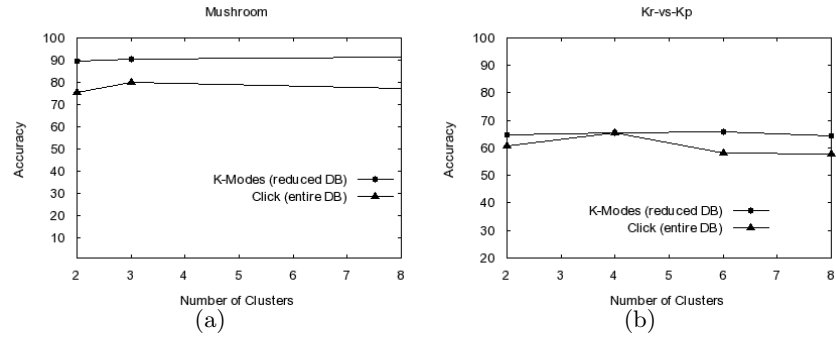 Mushroom
100
90
80
70
60
50
40
30
20
10
Accuracy
K-Modes (reduced DB)
Click (entire DB)
2 3 4 5 6 7 8
Number of Clusters
(a)
Kr-vs-Kp
100
90
80
70
60
50
40
30
20
Accuracy
K-Modes (reduced DB)
Click (entire DB)
2 3 4 5 6 7 8
Number of Clusters
(b)